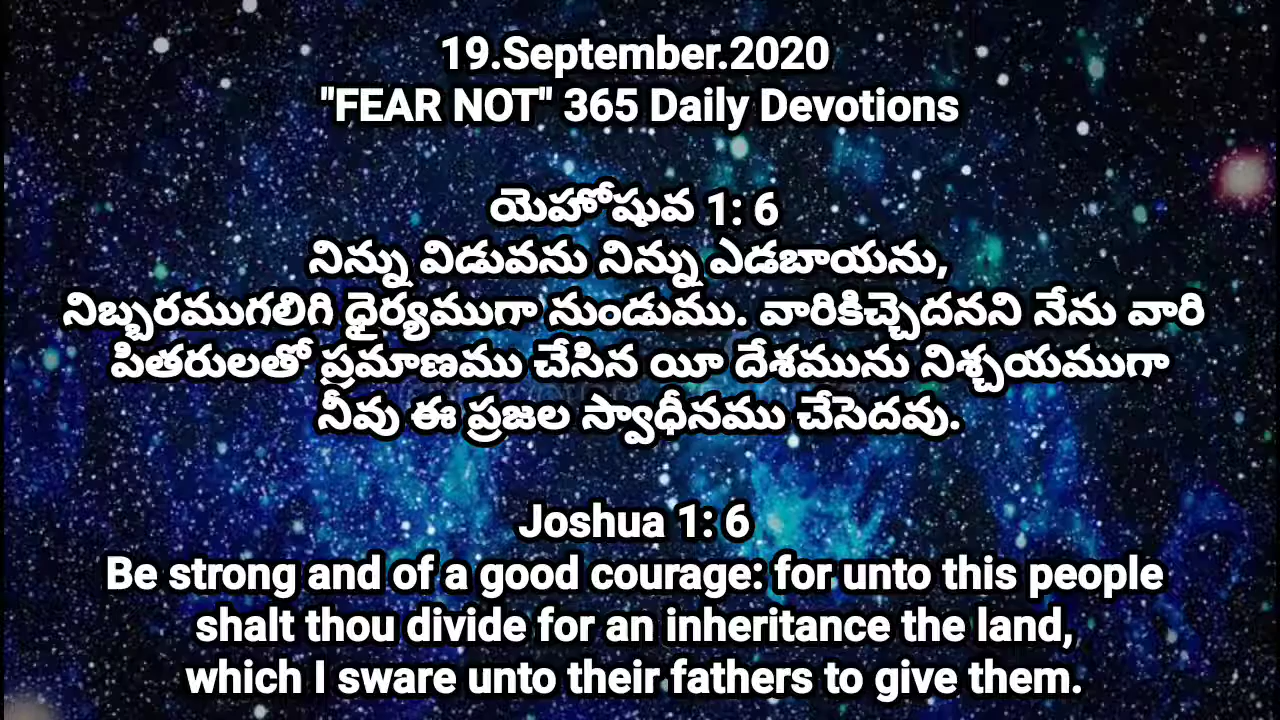 19.September.2020
"FEAR NOT" 365 Daily Devotions
యెహోషువ 1: 6
నిన్ను విడువను నిన్ను ఎడబాయను,
నిబ్బరముగలిగి ధైర్యముగా నుండుము. వారికిచ్చెదనని నేను వారి
పితరులతో ప్రమాణము చేసిన యీ దేశమును నిశ్చయముగా
నీవు ఈ ప్రజల స్వాధీనము చేసెదవు.
Joshua 1: 6
Be strong and of a good courage: for unto this people
shalt thou divide for an inheritance the land,
which I sware unto their fathers to give them.